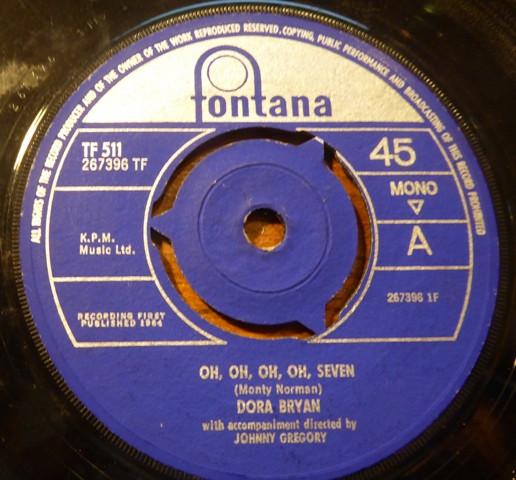 ALL RIGHTS OF THE RECORD PRODUCER AND OF THE OWNER OF THE WORK REPRODUCED RESERVED. COPYING, PUBLIC PERFORMANCE AND BROADCASTING OF THIS RECORD PROHIBITED
fontana
TF 511
267396 TF
45
MONO
A
K.P.M.
Music Ltd.
267396 1F
RECORDING FIRST
PUBLISHED 1964
OH, OH, OH, OH, SEVEN
(Monty Norman)
DORA BRYAN
with accompaniment directed by
JOHNNY GREGORY